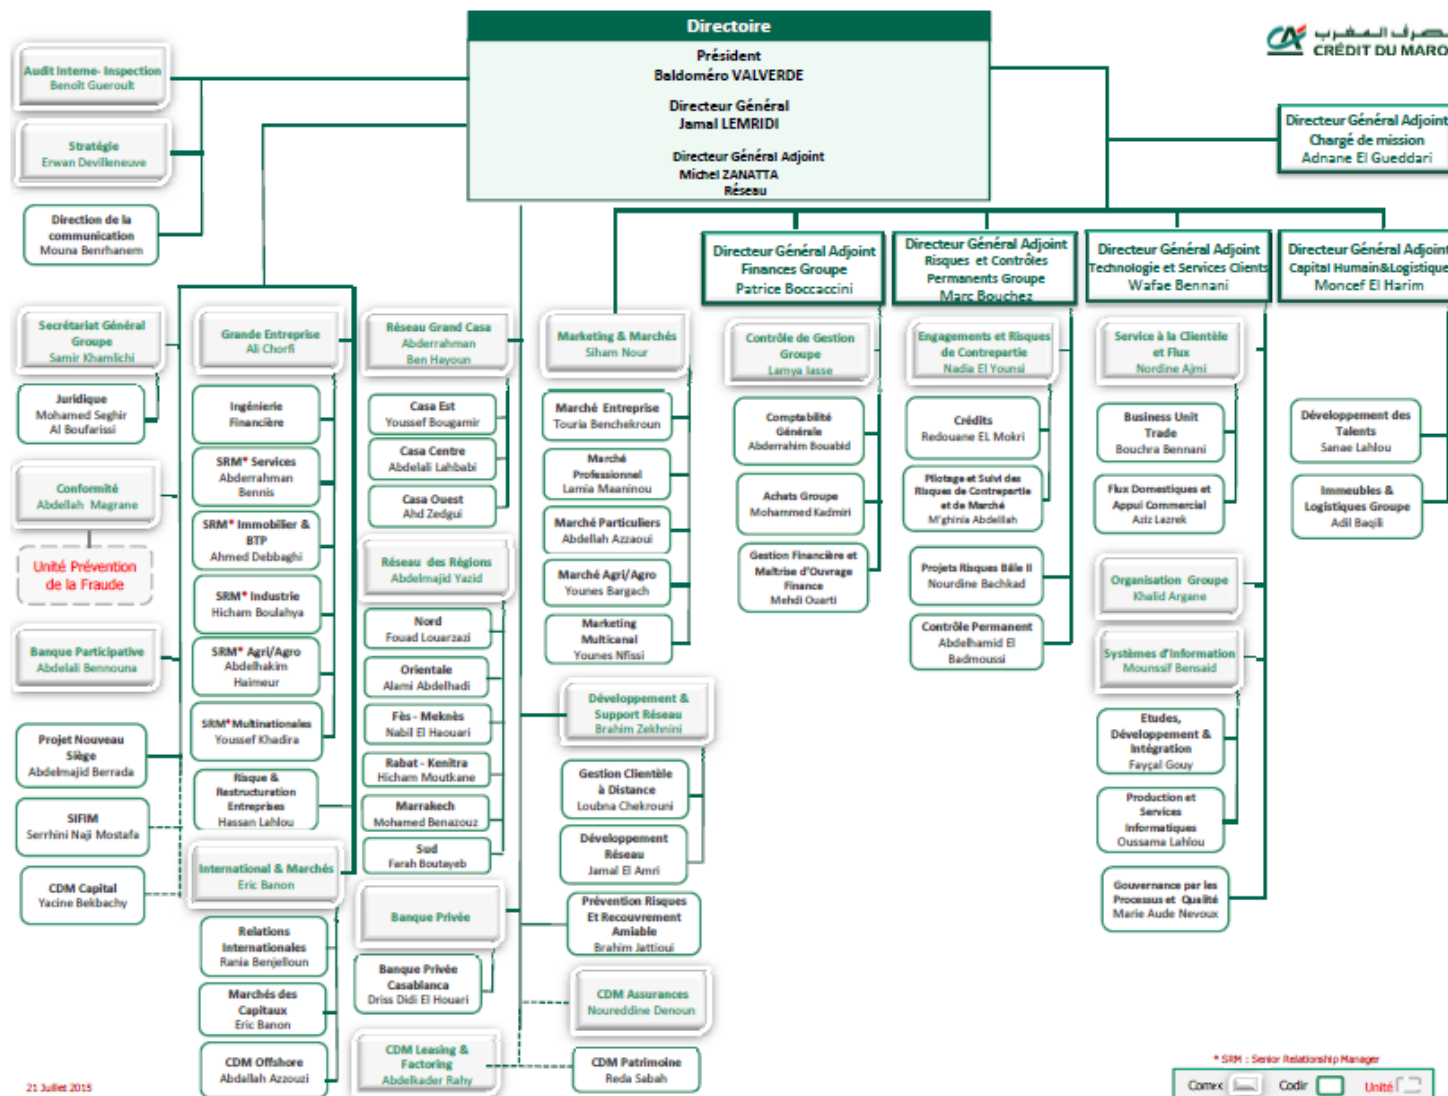 Directoire
Président
Baldoméro VALVERDE
Directeur Général
Jamal LEMRIDI
Directeur Général Adjoint
Michel ZANATTA
Réseau
CRÉDIT DU MARO
Audit Interne- Inspection
Benoît Gueroult
Stratégie
Erwan Devilleneuve
Direction de la
communication
Mouna Benrhanem
Directeur Général Adjoint
Chargé de mission
Adnane El Gueddari
Directeur Général Adjoint
Finances Groupe
Patrice Boccaccini
Directeur Général Adjoint
Risques et Contrôles
Permanents Groupe
Marc Bouchez
Directeur Général Adjoint
Technologie et Services Clients
Wafae Bennani
Directeur Général Adjoint
Capital Humain&Logistique
Moncef El Harim
Secrétariat Général
Groupe
Samir Khamlichi
Juridique
Mohamed Seghir
Al Boufarissi
Conformité
Abdellah Magrane
Unité Prévention
de la Fraude
Banque Participative
Abdelali Bennouna
Projet Nouveau
Siège
Abdelmajid Berrada
SIFIM
Serrhini Naji Mostafa
CDM Capital
Yacine Bekbachy
Grande Entreprise
Ali Chorfi
Ingénierie
Financière
SRM* Services
Abderrahman
Bennis
SRM* Immobilier &
BTP
Ahmed Debbaghi
SRM* Industrie
Hicham Boulahya
SRM* Agri/Agro
Abdelhakim
Haimeur
SRM*Multinationales
Youssef Khadira
Risque &
Restructuration
Entreprises
Hassan Lahlou
International & Marchés
Eric Banon
Relations
Internationales
Rania Benjelloun
Marchés des
Capitaux
Eric Banon
CDM Offshore
Abdallah Azzouzi
Réseau Grand Casa
Abderrahman
Ben Hayoun
Casa Est
Youssef Bougamir
Casa Centre
Abdelali Lahbabi
Casa Ouest
Ahd Zedgui
Réseau des Régions
Abdelmajid Yazid
Nord
Fouad Louarzazi
Orientale
Alami Abdelhadi
Fès - Meknès
Nabil El Haouari
Rabat - Kenitra
Hicham Moutkane
Marrakech
Mohamed Benazouz
Sud
Farah Boutayeb
Banque Privée
Banque Privée
Casablanca
Driss Didi El Houari
CDM Leasing &
Factoring
Abdelkader Rahy
Marketing & Marchés
Siham Nour
Marché Entreprise
Touria Benchekroun
Marché
Professionnel
Lamia Maaninou
Marché Particuliers
Abdellah Azzaoui
Marché Agri/Agro
Younes Bargach
Marketing
Multicanal
Younes Nfissi
Développement &
Support Réseau
Brahim Zekhnini
Gestion Clientèle
à Distance
Loubna Chekrouni
Développement
Réseau
Jamal El Amri
Prévention Risques
Et Recouvrement
Amiable
Brahim Jattioui
CDM Assurances
Noureddine Denoun
CDM Patrimoine
Reda Sabah
Contrôle de Gestion
Groupe
Lamya Iasse
Comptabilité
Générale
Abderrahim Bouabid
Achats Groupe
Mohammed Kadmiri
Gestion Financière et
Maîtrise d'Ouvrage
Finance
Mehdi Ouarti
Engagements et Risques
de Contrepartie
Nadia El Younsi
Crédits
Redouane EL Mokri
Pilotage et Suivi des
Risques de Contrepartie
et de Marché
M'ghinia Abdelilah
Projets Risques Bâle II
Nourdine Bachkad
Contrôle Permanent
Abdelhamid El
Badmoussi
Service à la Clientèle
et Flux
Nordine Ajmi
Business Unit
Trade
Bouchra Bennani
Flux Domestiques et
Appui Commercial
Aziz Lazrek
Organisation Groupe
Khalid Argane
Systèmes d'Information
Mounssif Bensaid
Etudes,
Développement &
Intégration
Fayçal Gouy
Production et
Services
Informatiques
Oussama Lahlou
Gouvernance par les
Processus et Qualité
Marie Aude Nevoux
Développement des
Talents
Sanae Lahlou
Immeubles &
Logistiques Groupe
Adil Baqili
* SRM : Senior Relationship Manager
Comex Codir Unité
21 Juillet 2015